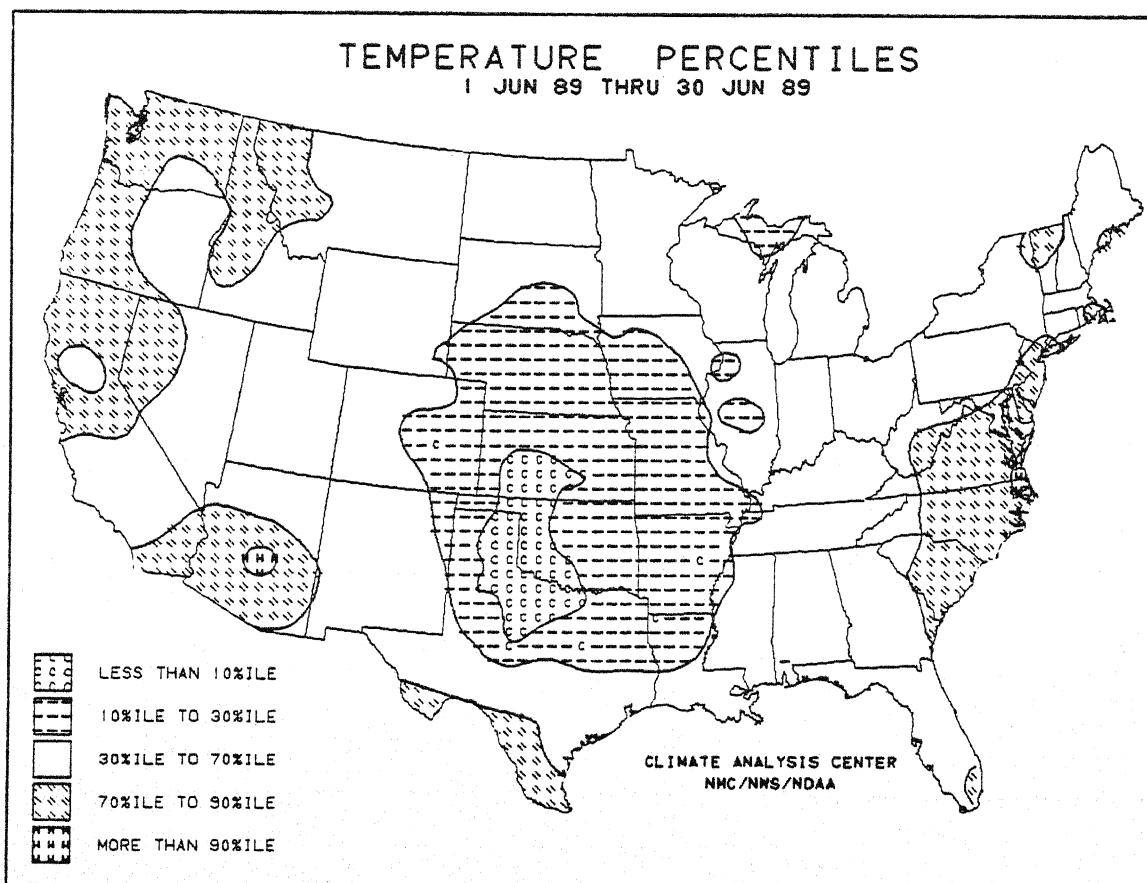 TEMPERATURE PERCENTILES
1 JUN 89 THRU 30 JUN 89
LESS THAN 10%ILE
10%ILE TO 30%ILE
30%ILE TO 70%ILE
70%ILE TO 90%ILE
MORE THAN 90%ILE
CLIMATE ANALYSIS CENTER
NMC/NWS/NOAA